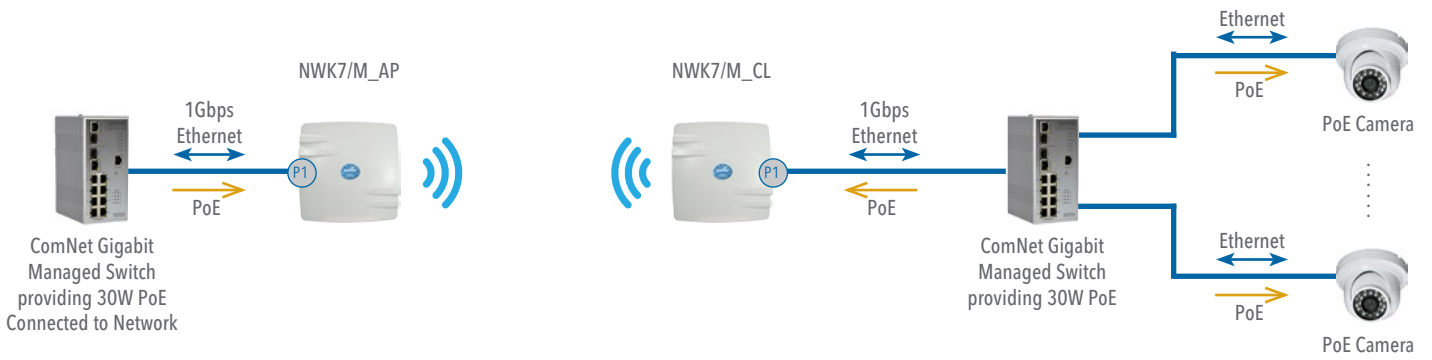 NWK7/M_AP
NWK7/M_CL
1Gbps
Ethernet
P1
PoE
ComNet Gigabit
Managed Switch
providing 30W PoE
Connected to Network
P1
1Gbps
Ethernet
PoE
ComNet Gigabit
Managed Switch
providing 30W PoE
Ethernet
PoE
PoE Camera
Ethernet
PoE
PoE Camera